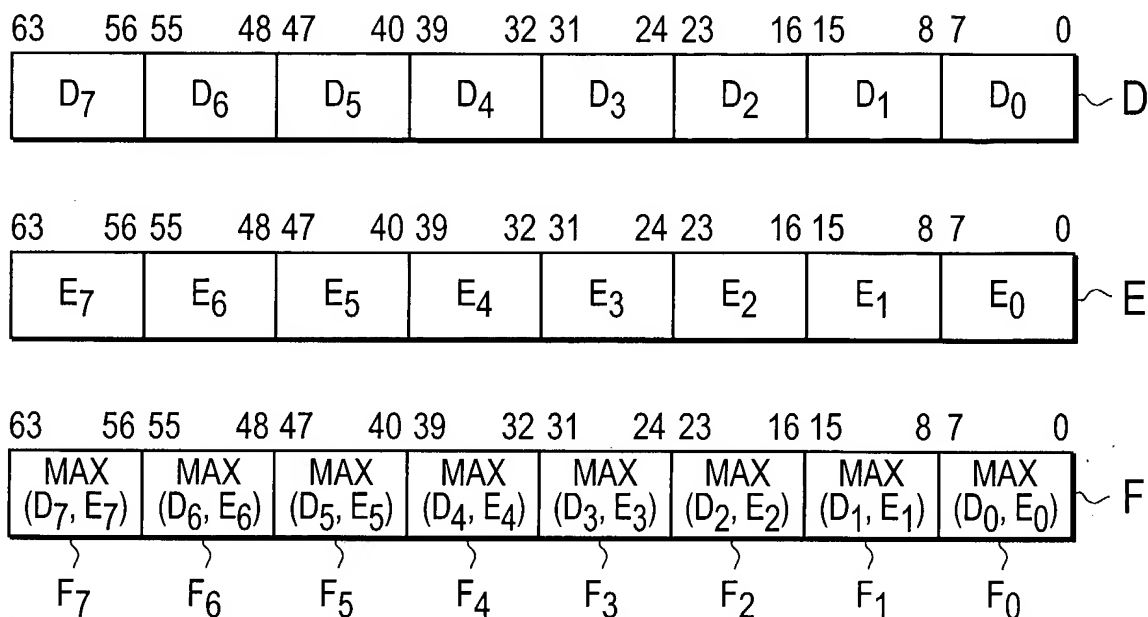 63 56 55 48 47 40 39 32 31 24 23 16 15 8 7 0
D₇ D₆ D₅ D₄ D₃ D₂ D₁ D₀ D
63 56 55 48 47 40 39 32 31 24 23 16 15 8 7 0
E₇ E₆ E₅ E₄ E₃ E₂ E₁ E₀ E
63 56 55 48 47 40 39 32 31 24 23 16 15 8 7 0
MAX MAX MAX MAX MAX MAX MAX MAX
(D₇, E₇) (D₆, E₆) (D₅, E₅) (D₄, E₄) (D₃, E₃) (D₂, E₂) (D₁, E₁) (D₀, E₀) F
F₇ F₆ F₅ F₄ F₃ F₂ F₁ F₀